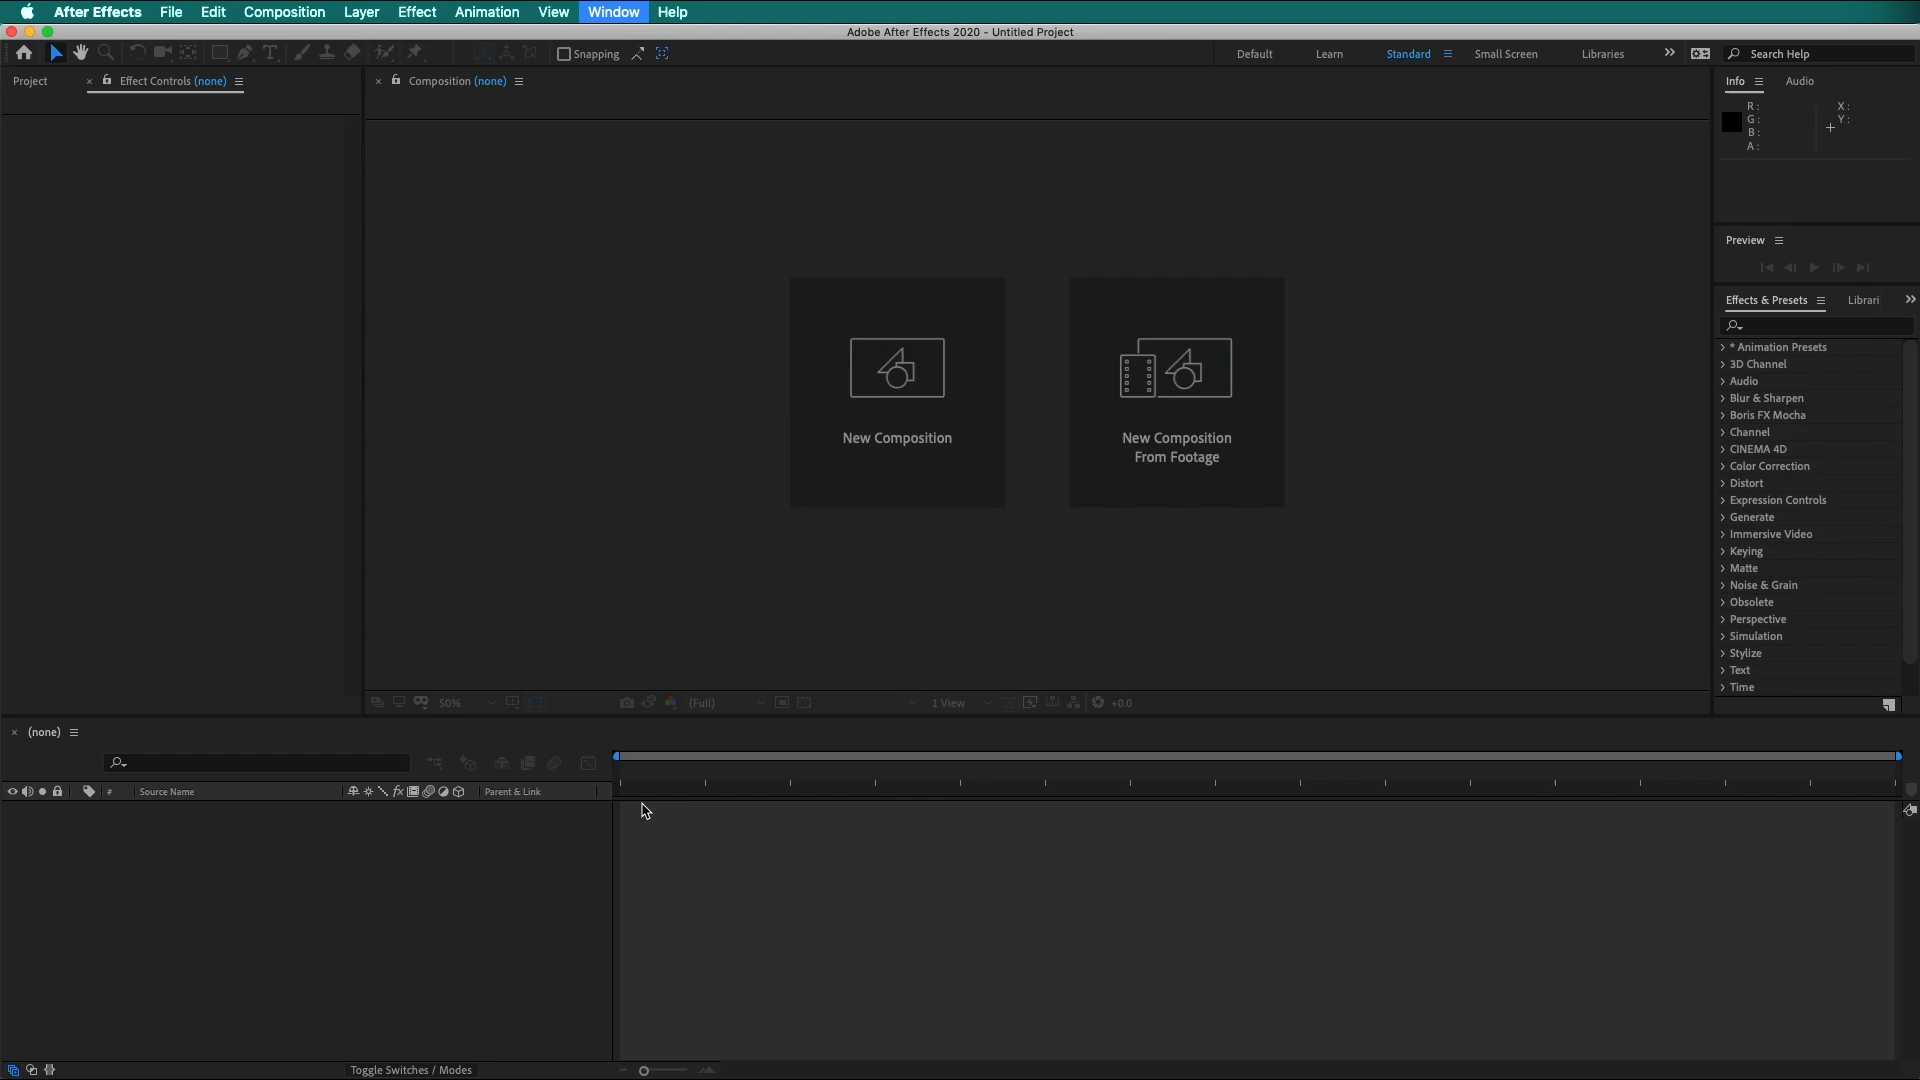 After Effects File Edit Composition Layer Effect Animation View Window Help
Adobe After Effects 2020 - Untitled Project
Snapping Default Learn Standard Small Screen Libraries Search Help
Project Effect Controls (none)
Composition (none)
Info Audio
R :
G :
B :
A :
X :
Y :
Preview
Effects & Presets Librari
* Animation Presets
3D Channel
Audio
Blur & Sharpen
Boris FX Mocha
Channel
CINEMA 4D
Color Correction
Distort
Expression Controls
Generate
Immersive Video
Keying
Matte
Noise & Grain
Obsolete
Perspective
Simulation
Stylize
Text
Time
New Composition
New Composition
From Footage
50% (Full) 1 View +0.0
(none)
# Source Name fx Parent & Link
Toggle Switches / Modes